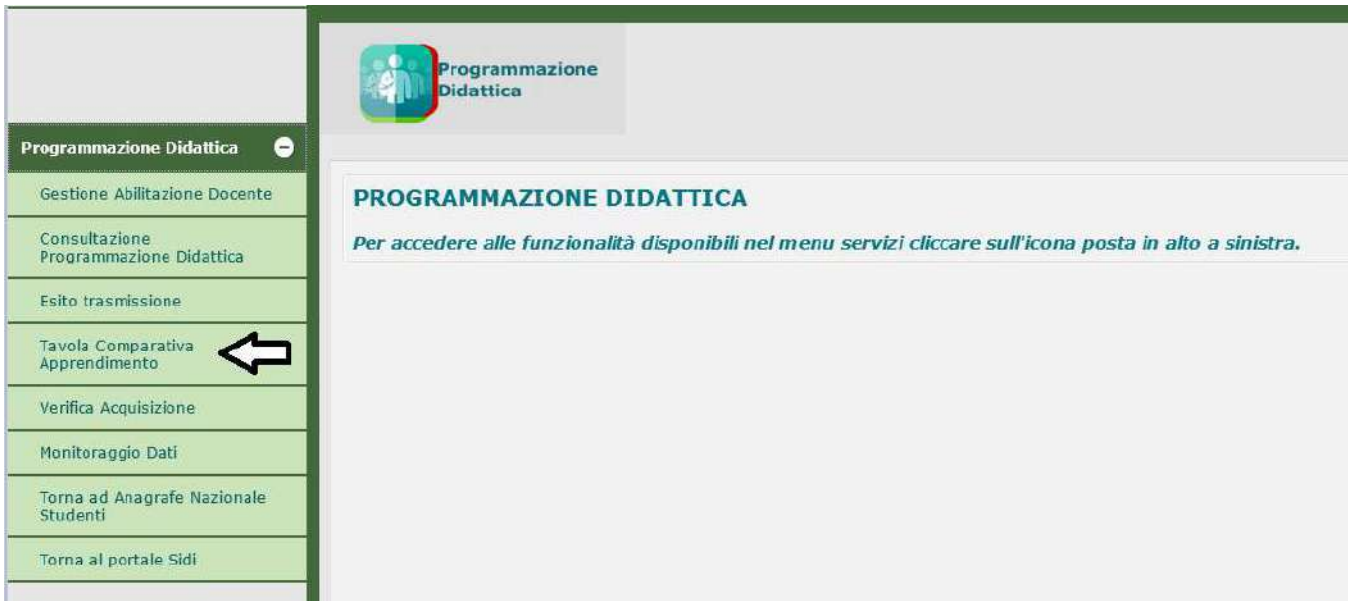 Programmazione
Didattica
Programmazione Didattica
Gestione Abilitazione Docente
Consultazione
Programmazione Didattica
Esito trasmissione
Tavola Comparativa
Apprendimento
Verifica Acquisizione
Monitoraggio Dati
Torna ad Anagrafe Nazionale
Studenti
Torna al portale Sidi
PROGRAMMAZIONE DIDATTICA
Per accedere alle funzionalità disponibili nel menu servizi cliccare sull'icona posta in alto a sinistra.